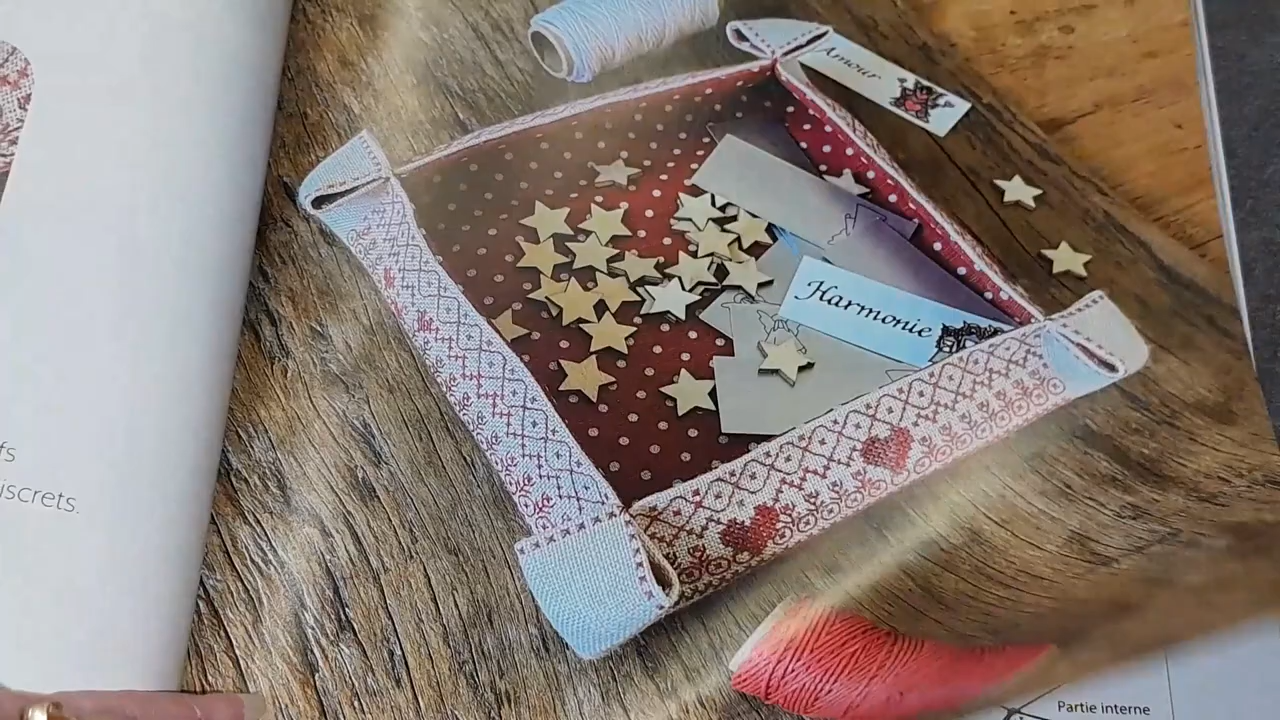 Amour
Harmonie
fs
iscrets.
Partie interne